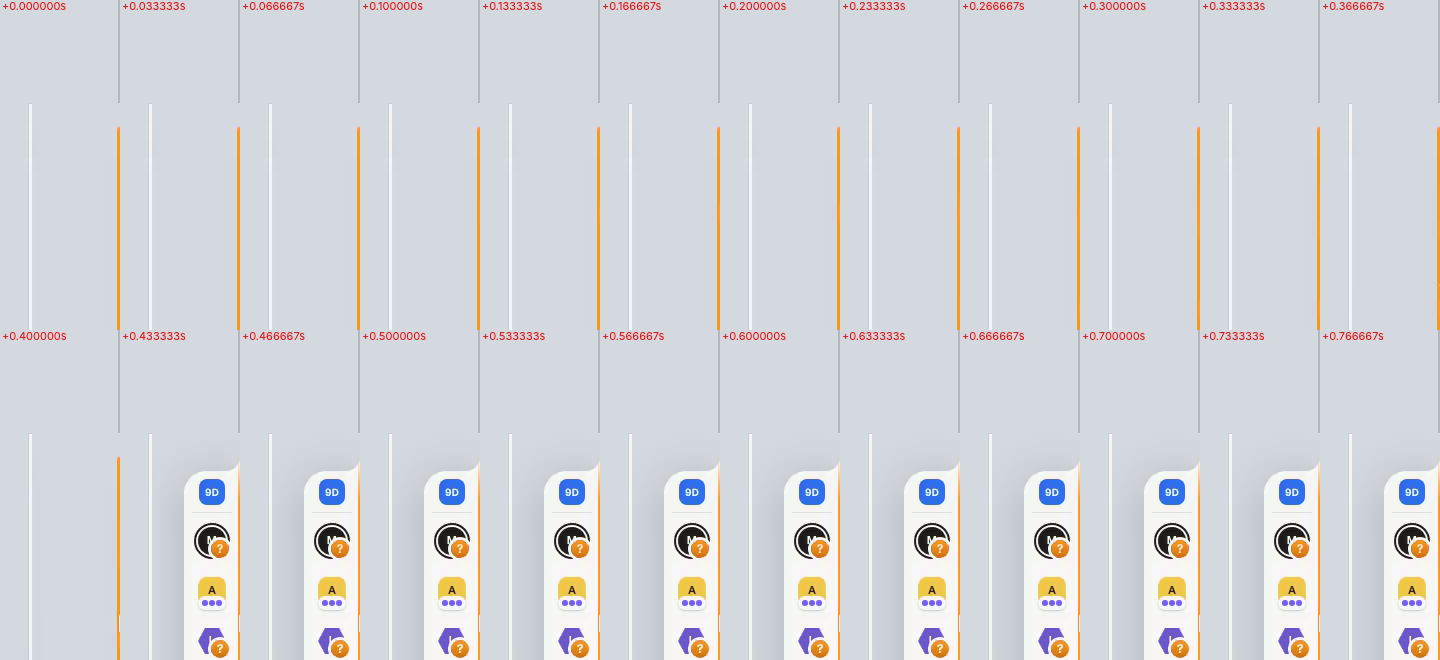 +0.000000s +0.033333s +0.066667s +0.100000s +0.133333s +0.166667s +0.200000s +0.233333s +0.266667s +0.300000s +0.333333s +0.366667s
+0.400000s +0.433333s +0.466667s +0.500000s +0.533333s +0.566667s +0.600000s +0.633333s +0.666667s +0.700000s +0.733333s +0.766667s
9D 9D 9D 9D 9D 9D 9D 9D 9D 9D 9D
? ? ? ? ? ? ? ? ? ? ?
A A A A A A A A A A A
? ? ? ? ? ? ? ? ? ? ?